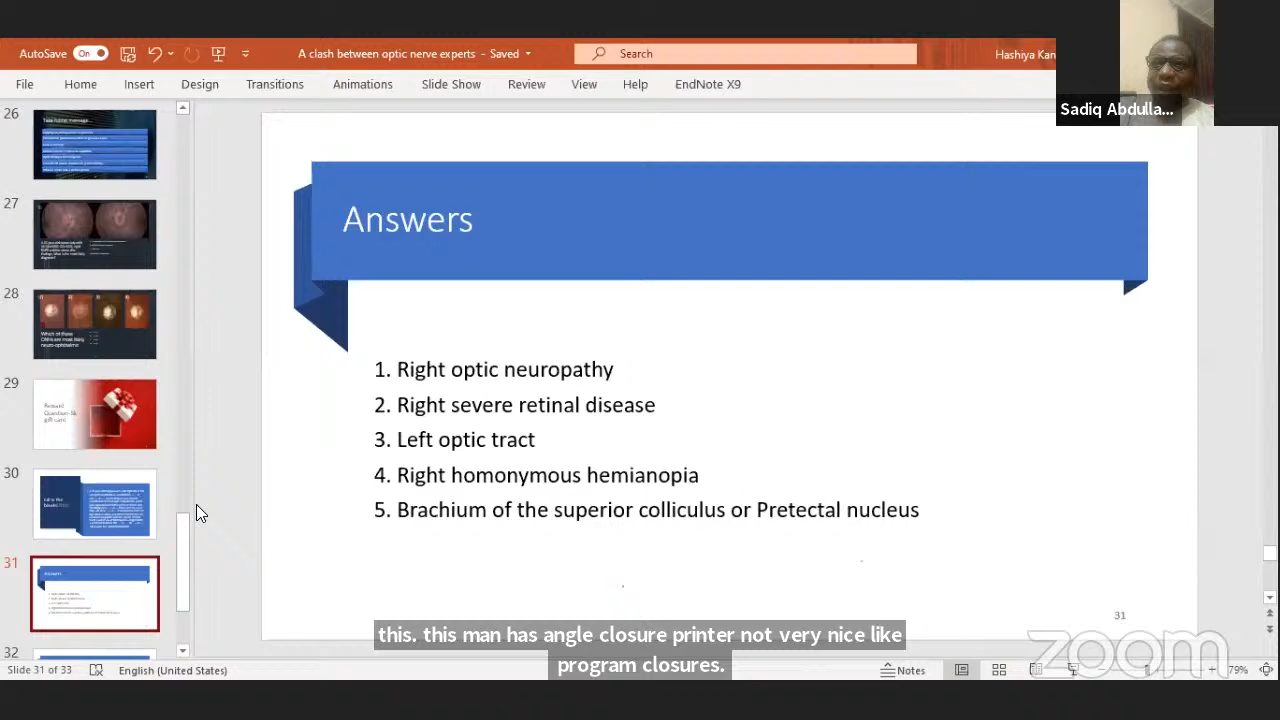 AutoSave On A clash between optic nerve experts - Saved Search Hashiya Kan
File Home Insert Design Transitions Animations Slide Show Review View Help EndNote X9
Sadiq Abdulla...
26
27
28
Which of these
29
30
31
32
Answers
1. Right optic neuropathy
2. Right severe retinal disease
3. Left optic tract
4. Right homonymous hemianopia
5. Brachium of the superior colliculus or Pretectal nucleus
31
this. this man has angle closure printer not very nice like
program closures.
zoom
Slide 31 of 33 English (United States) Notes 79%